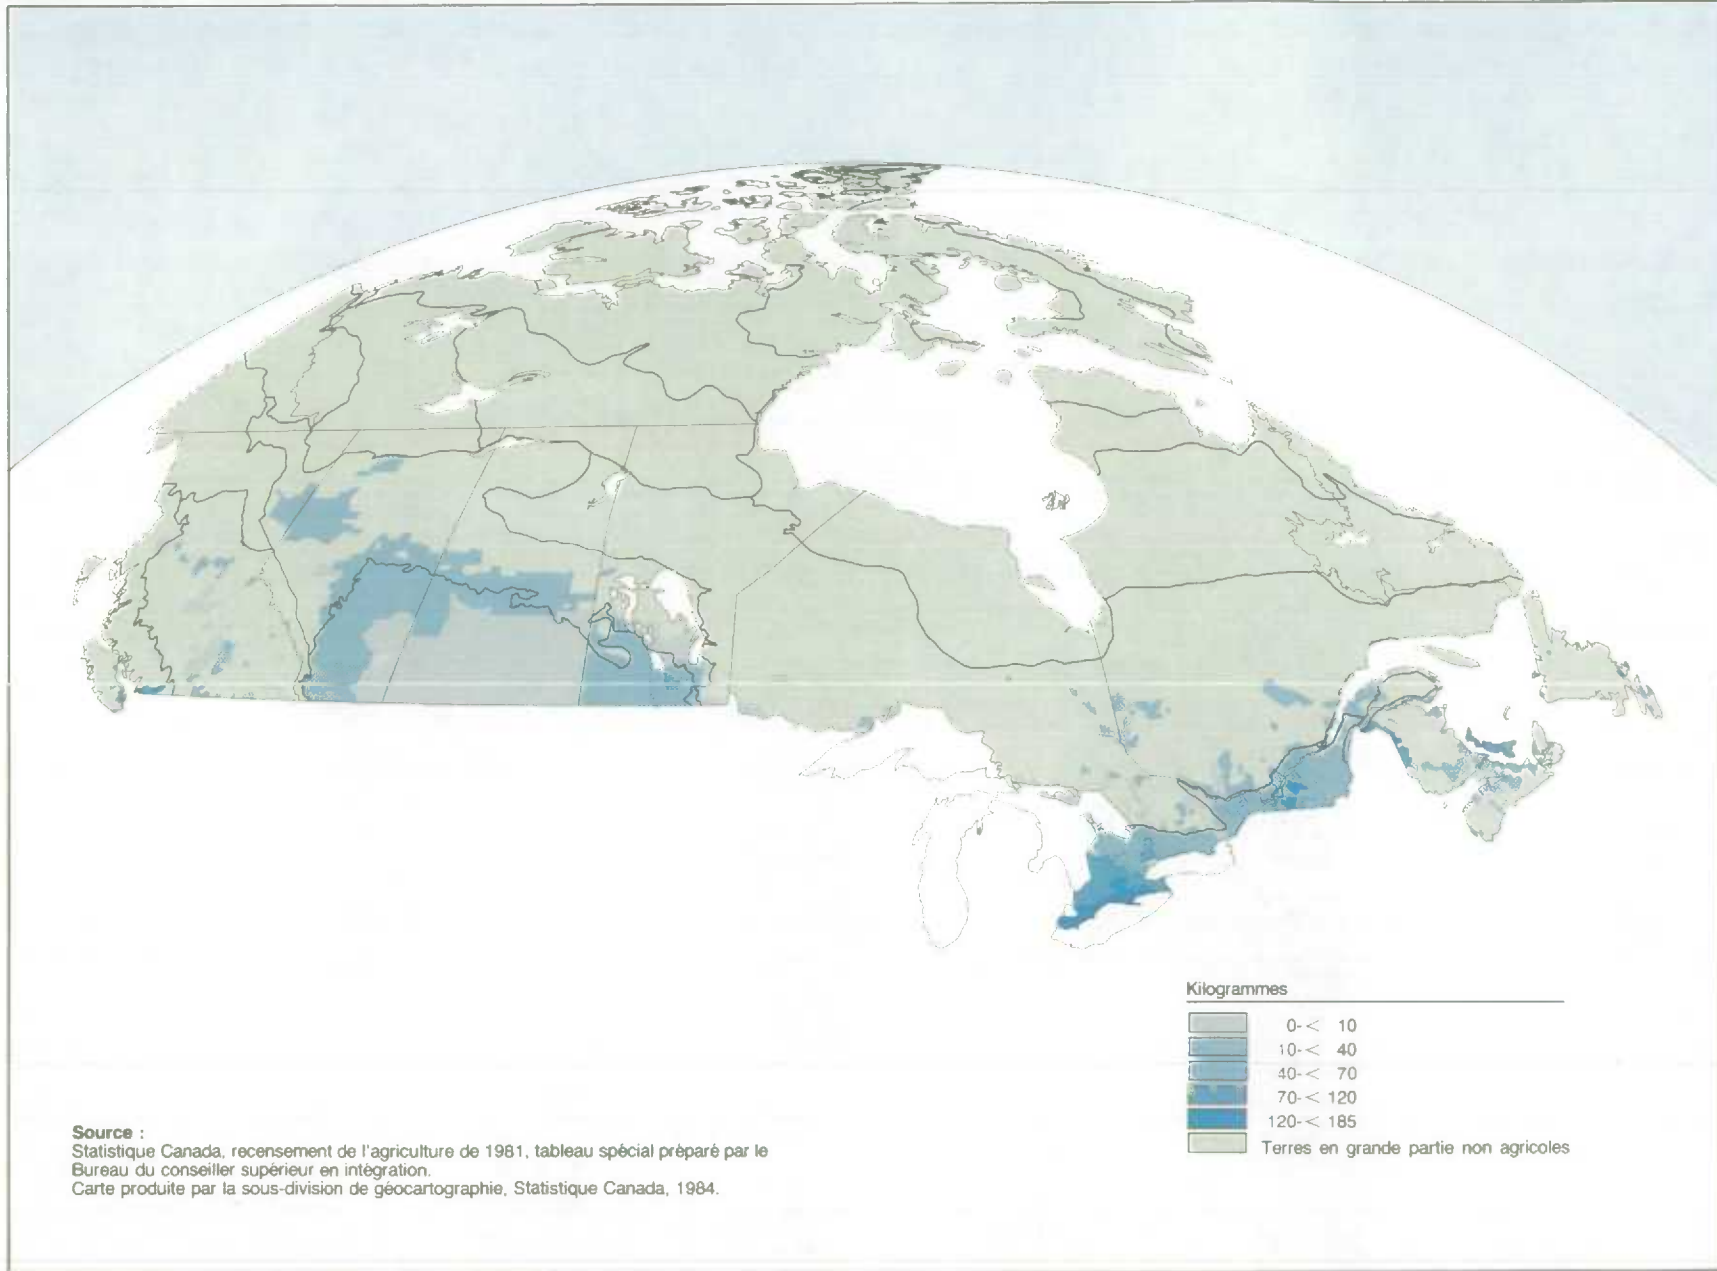 Kilogrammes
0-< 10
10-< 40
40-< 70
70-< 120
120-< 185
Terres en grande partie non agricoles
Source :
Statistique Canada, recensement de l'agriculture de 1981, tableau spécial préparé par le
Bureau du conseiller supérieur en intégration.
Carte produite par la sous-division de géocartographie, Statistique Canada, 1984.